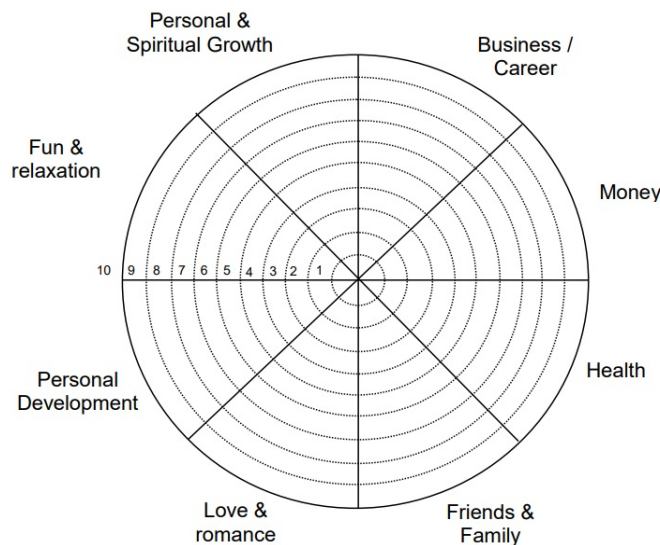 Personal &
Spiritual Growth
Business /
Career
Fun &
relaxation
Money
10 9 8 7 6 5 4 3 2 1
Personal
Development
Health
Love &
romance
Friends &
Family